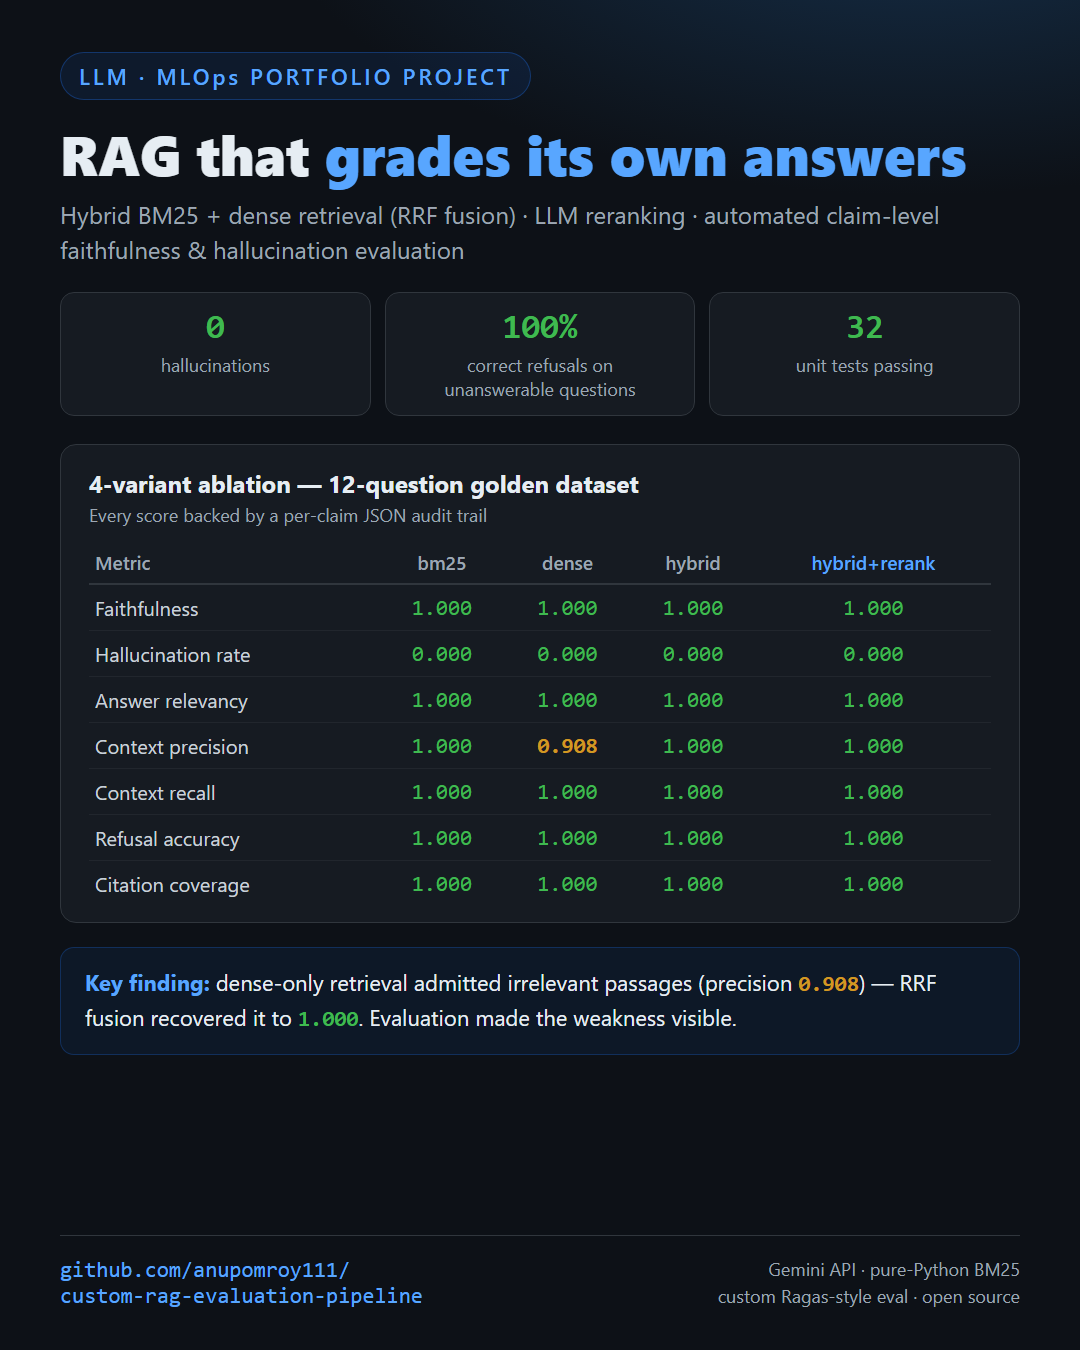 LLM · MLOps PORTFOLIO PROJECT
RAG that grades its own answers
Hybrid BM25 + dense retrieval (RRF fusion) · LLM reranking · automated claim-level
faithfulness & hallucination evaluation
0
hallucinations
100%
correct refusals on
unanswerable questions
32
unit tests passing
4-variant ablation — 12-question golden dataset
Every score backed by a per-claim JSON audit trail
Metric bm25 dense hybrid hybrid+rerank
Faithfulness 1.000 1.000 1.000 1.000
Hallucination rate 0.000 0.000 0.000 0.000
Answer relevancy 1.000 1.000 1.000 1.000
Context precision 1.000 0.908 1.000 1.000
Context recall 1.000 1.000 1.000 1.000
Refusal accuracy 1.000 1.000 1.000 1.000
Citation coverage 1.000 1.000 1.000 1.000
Key finding: dense-only retrieval admitted irrelevant passages (precision 0.908) — RRF
fusion recovered it to 1.000. Evaluation made the weakness visible.
github.com/anupomroy111/
custom-rag-evaluation-pipeline
Gemini API · pure-Python BM25
custom Ragas-style eval · open source